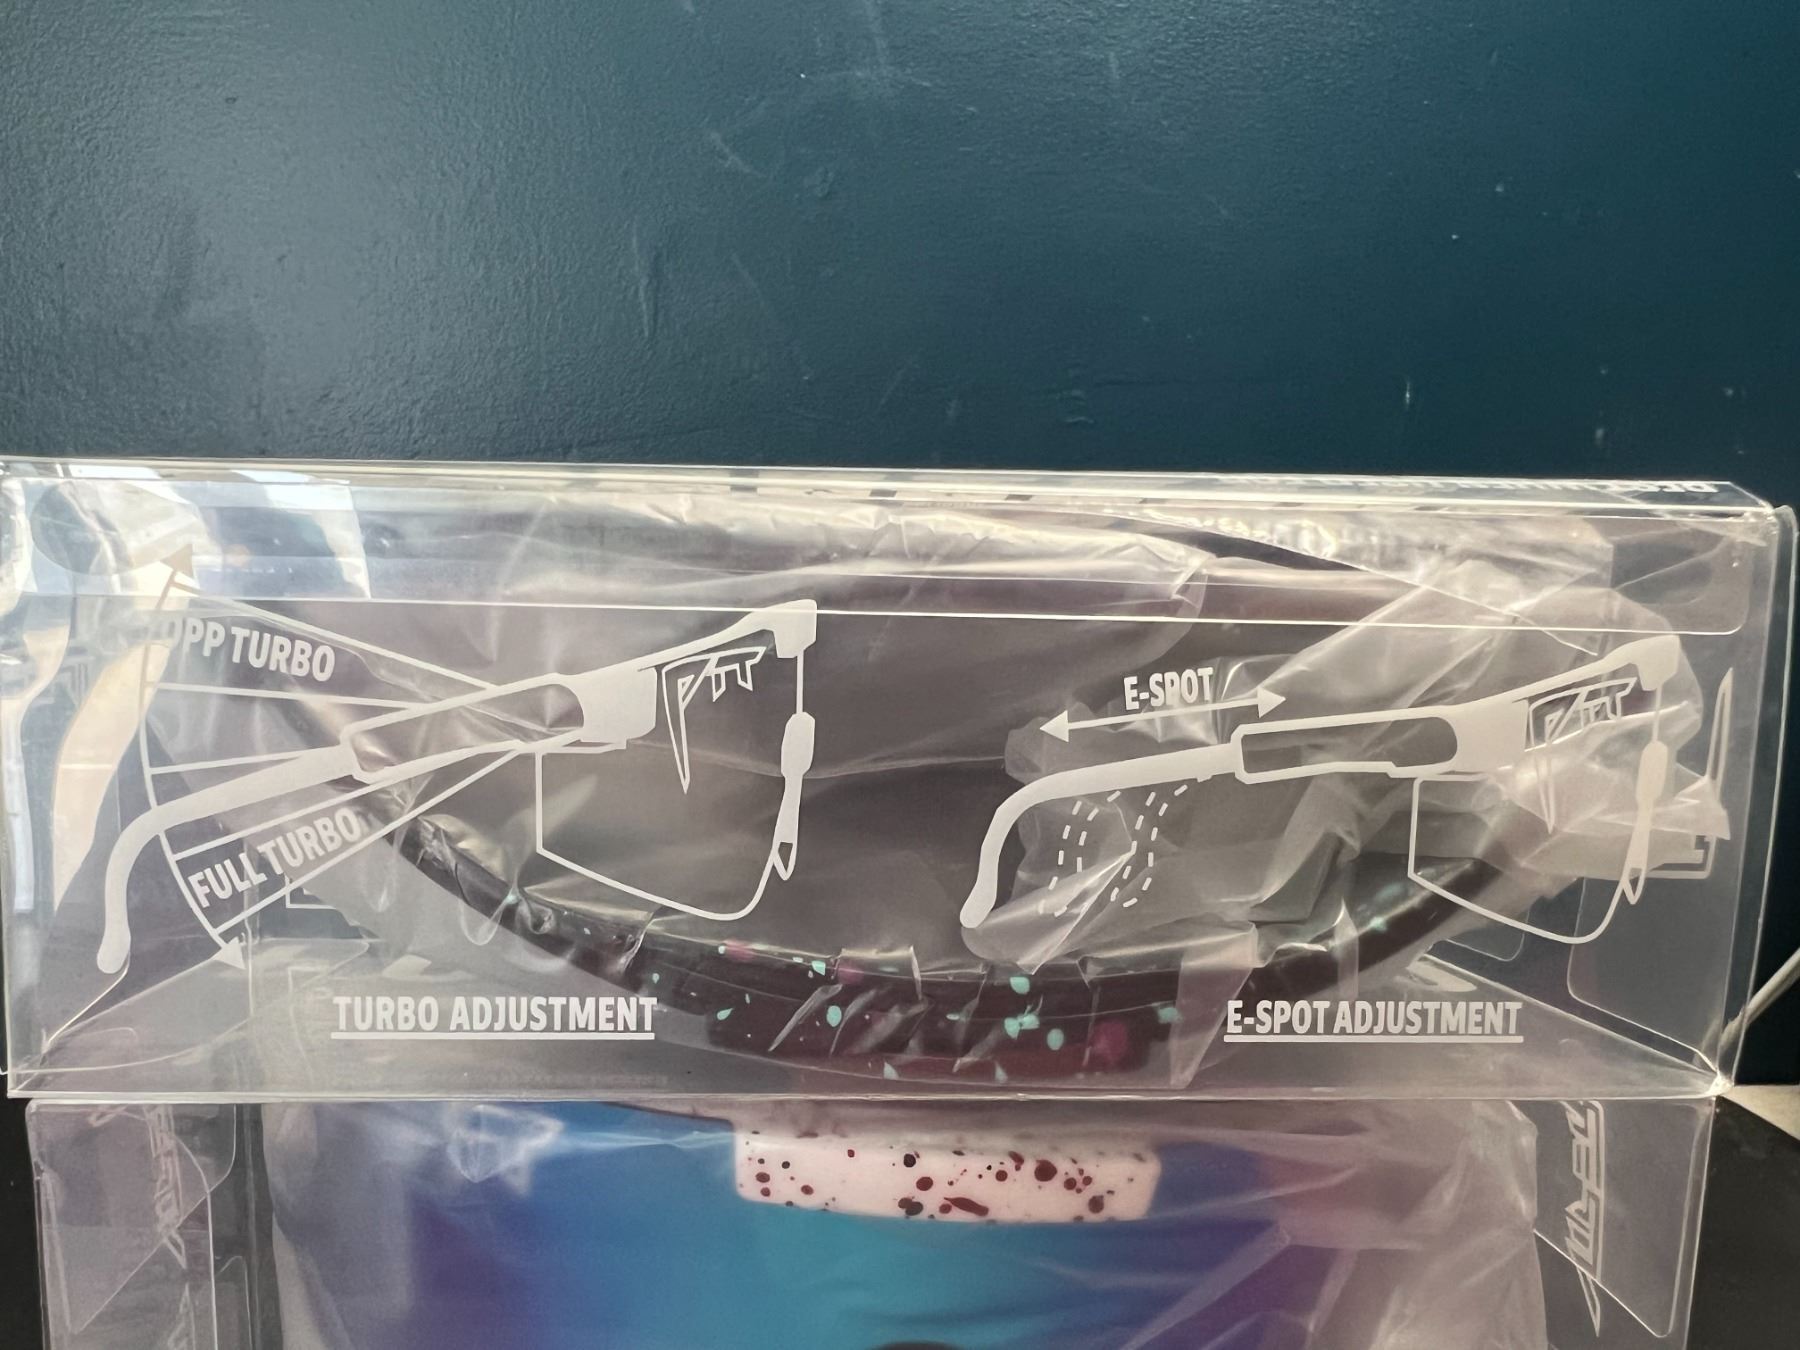 OPP TURBO
FULL TURBO
TURBO ADJUSTMENT
E-SPOT
E-SPOT ADJUSTMENT